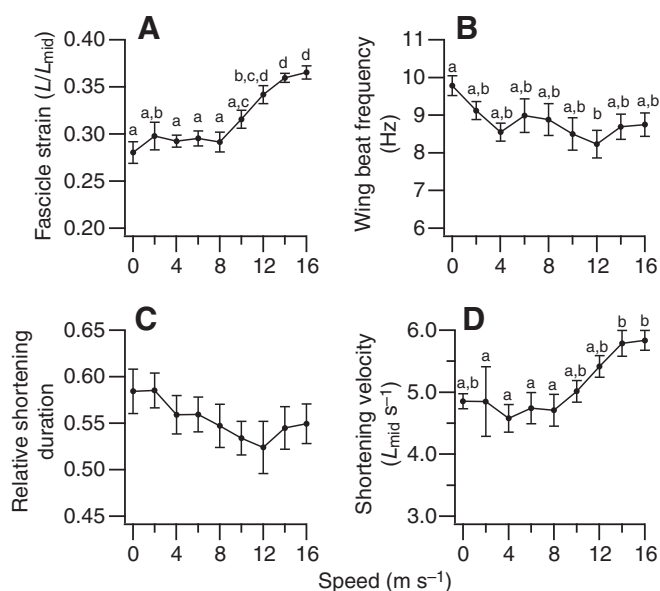 A
Fascicle strain (L/Lmid)
0.40
0.35
0.30
0.25
0.20
a
a,b
a
a
a
a,c
b,c,d
d
d
0
4
8
12
16
B
Wing beat frequency
(Hz)
11
10
9
8
7
6
a
a,b
a,b
a,b
a,b
a,b
b
a,b
a,b
0
4
8
12
16
C
Relative shortening
duration
0.65
0.60
0.55
0.50
0.45
0
4
8
12
16
D
Shortening velocity
(Lmid s–1)
6.0
5.0
4.0
3.0
a,b
a
a
a
a
a,b
a,b
b
b
0
4
8
12
16
Speed (m s–1)